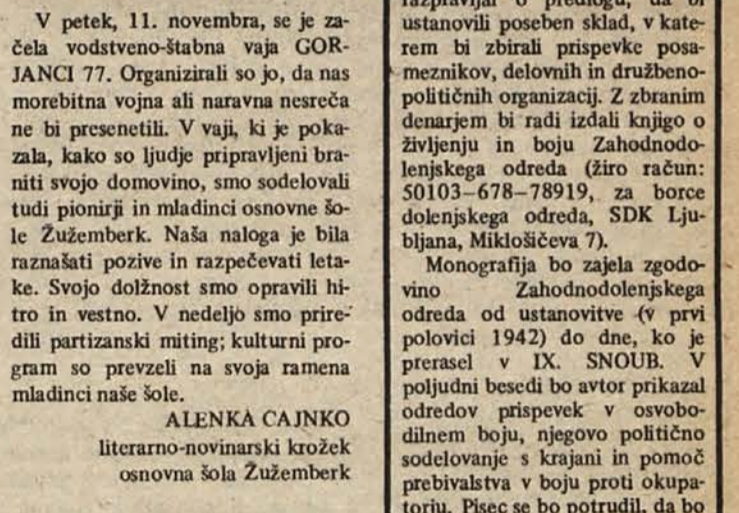 V petek, 11. novembra, se je za-
čela vodstveno-štabna vaja GOR-
JANCI 77. Organizirali so jo, da nas
morebitna vojna ali naravna nesreča
ne bi presenetili. V vaji, ki je poka-
zala, kako so ljudje pripravljeni bra-
niti svojo domovino, smo sodelovali
tudi pionirji in mladinci osnovne šo-
le Žužemberk. Naša naloga je bila
raznašati pozive in razpečevati leta-
ke. Svojo dolžnost smo opravili hi-
tro in vestno. V nedeljo smo prire-
dili partizanski miting; kulturni pro-
gram so prevzeli na svoja ramena
mladinci naše šole.
ALENKA CAJNKO
literarno-novinarski krožek
osnovna šola Žužemberk
razpravljal o predlogu, da bi
ustanovili poseben sklad, v kate-
rem bi zbirali prispevke posa-
meznikov, delovnih in družbeno-
političnih organizacij. Z zbranim
denarjem bi radi izdali knjigo o
življenju in boju Zahodnodo-
lenjskega odreda (žiro račun:
50103-678-78919, za borce
dolenjskega odreda, SDK Lju-
bljana, Miklošičeva 7).
Monografija bo zajela zgodo-
vino Zahodnodolenjskega
odreda od ustanovitve (v prvi
polovici 1942) do dne, ko je
prerasel v IX. SNOUB. V
poljudni besedi bo avtor prikazal
odredov prispevek v osvobo-
dilnem boju, njegovo politično
sodelovanje s krajani in pomoč
prebivalstva v boju proti okupa-
torju. Pisec se bo potrudil, da bo